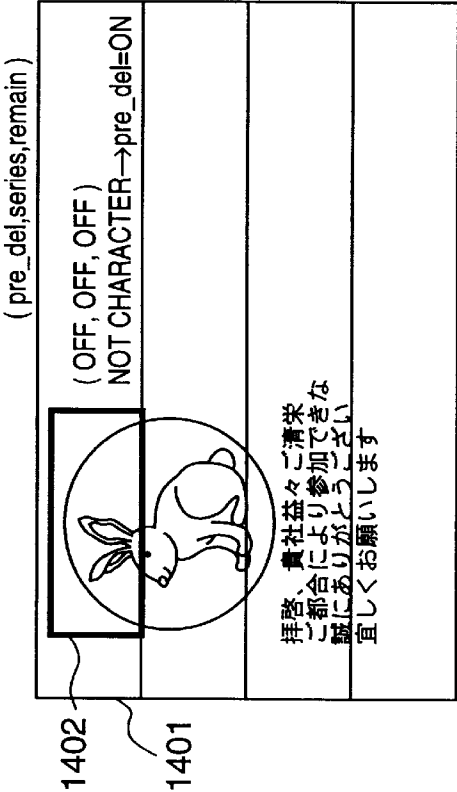 ( pre_del,series,remain )
( OFF, OFF, OFF )
NOT CHARACTER→pre_del=ON
1402
1401
拝啓、貴社益々ご清栄
ご都合により参加できな
誠にありがとうござい
宜しくお願いします